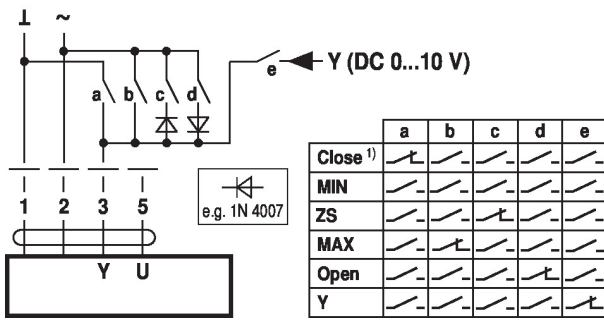 ⊥ ~
a b c d e Y (DC 0...10 V)
1 2 3 5
Y U
e.g. 1N 4007
a b c d e
Close 1)
MIN
ZS
MAX
Open
Y